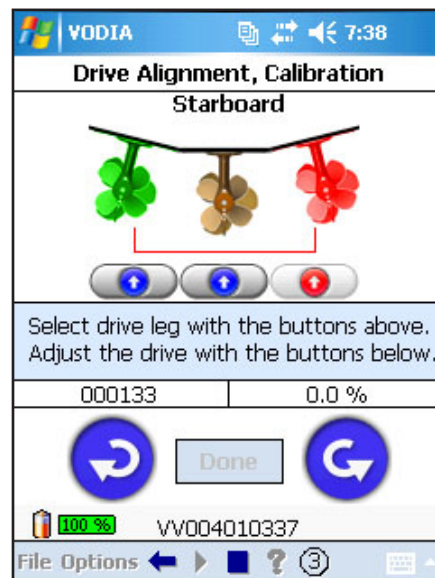 VODIA 7:38
Drive Alignment, Calibration
Starboard
Select drive leg with the buttons above.
Adjust the drive with the buttons below.
000133 0.0 %
Done
100 % VV004010337
File Options ? 3